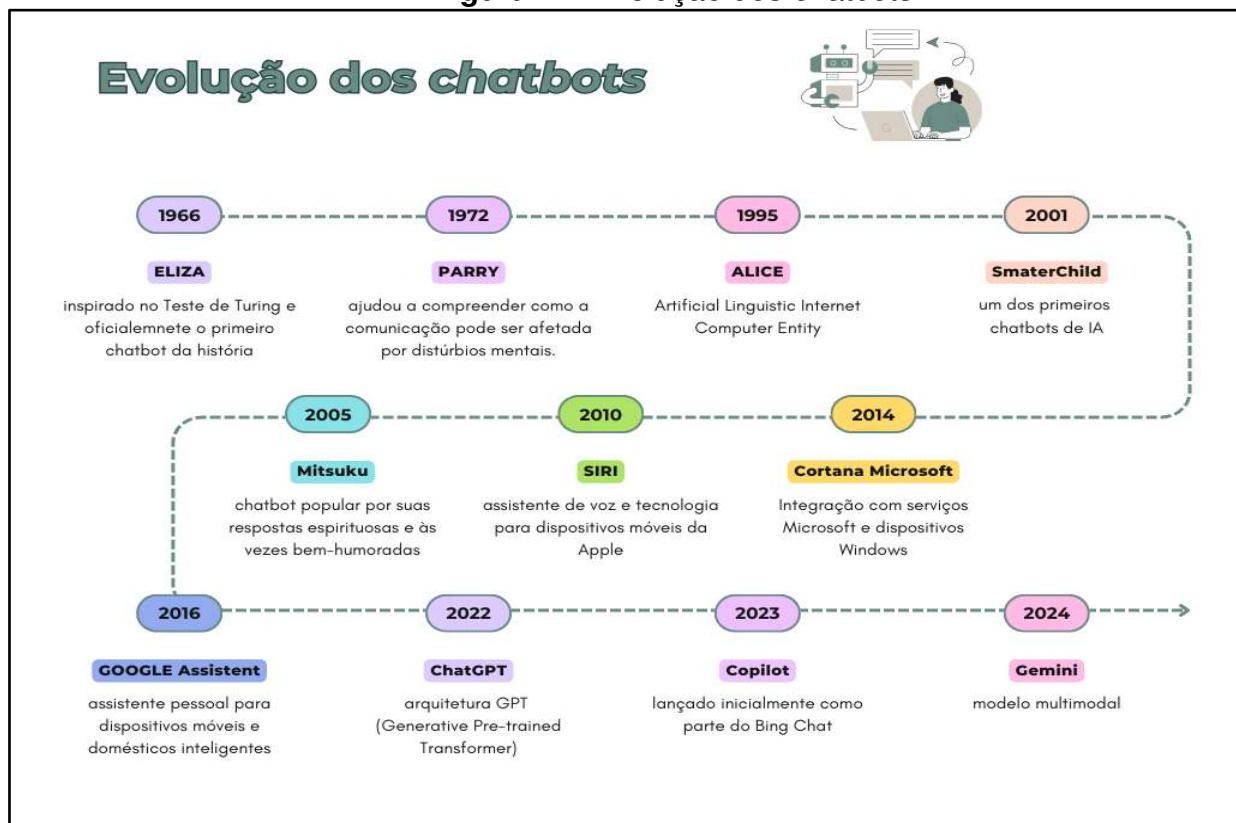 Evolução dos chatbots
1966
1972
1995
2001
ELIZA
inspirado no Teste de Turing e
oficialemnete o primeiro
chatbot da história
PARRY
ajudou a compreender como a
comunicação pode ser afetada
por distúrbios mentais.
ALICE
Artificial Linguistic Internet
Computer Entity
SmaterChild
um dos primeiros
chatbots de IA
2005
2010
2014
Mitsuku
chatbot popular por suas
respostas espirituosas e às
vezes bem-humoradas
SIRI
assistente de voz e tecnologia
para dispositivos móveis da
Apple
Cortana Microsoft
Integração com serviços
Microsoft e dispositivos
Windows
2016
2022
2023
2024
GOOGLE Assistent
assistente pessoal para
dispositivos móveis e
domésticos inteligentes
ChatGPT
arquitetura GPT
(Generative Pre-trained
Transformer)
Copilot
lançado inicialmente como
parte do Bing Chat
Gemini
modelo multimodal